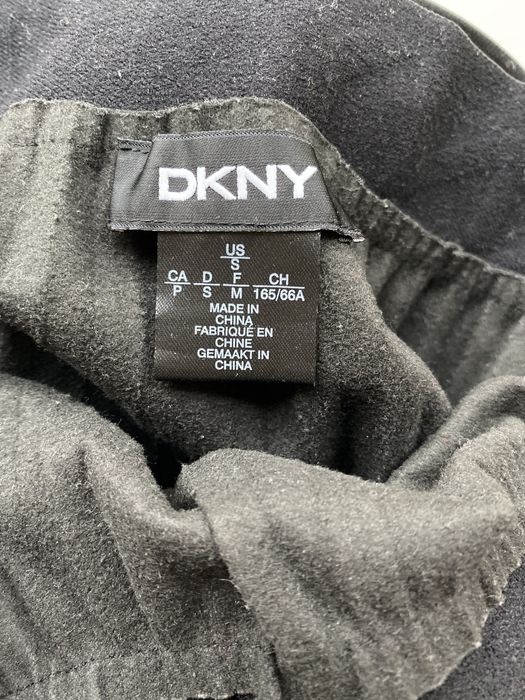 DKNY
US
S
CA D F CH
P S M 165/66A
MADE IN
CHINA
FABRIQUÉ EN
CHINE
GEMAAKT IN
CHINA